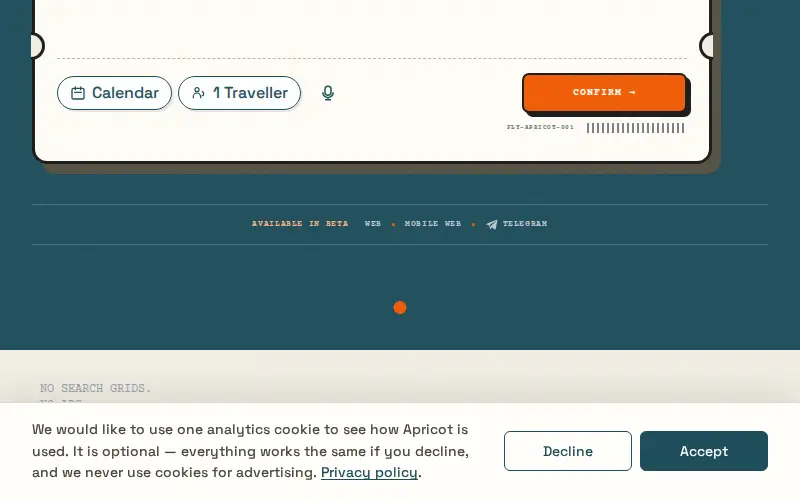 Calendar
1 Traveller
CONFIRM →
FLY-APRICOT-001
AVAILABLE IN BETA WEB • MOBILE WEB • TELEGRAM
NO SEARCH GRIDS.
We would like to use one analytics cookie to see how Apricot is
used. It is optional — everything works the same if you decline,
and we never use cookies for advertising. Privacy policy.
Decline
Accept